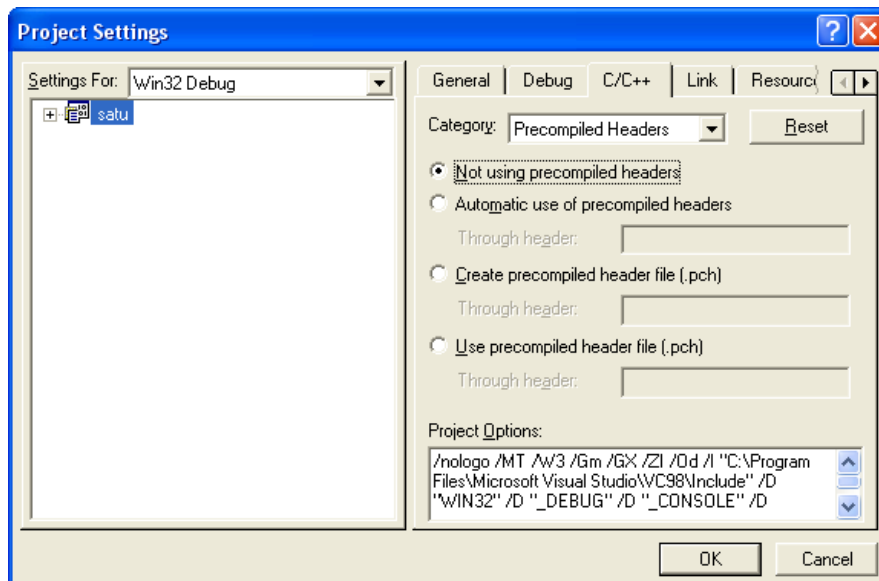 Project Settings
Settings For: Win32 Debug
satu
General Debug C/C++ Link
Category: Precompiled Headers Reset
Not using precompiled headers
Automatic use of precompiled headers
Through header:
Create precompiled header file (.pch)
Through header:
Use precompiled header file (.pch)
Through header:
Project Options:
/nologo /MT /W3 /Gm /GX /ZI /Od /I "C:\Program
Files\Microsoft Visual Studio\VC98\Include" /D
"WIN32" /D "_DEBUG" /D "_CONSOLE" /D
OK Cancel